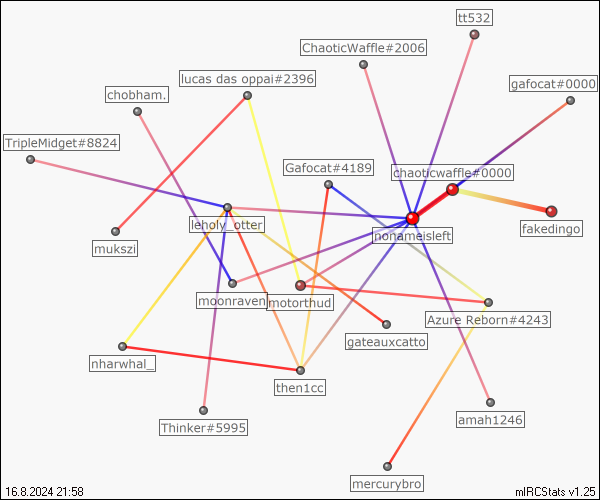 tt532
ChaoticWaffle#2006
lucas das oppai#2396
gafocat#0000
chobham.
TripleMidget#8824
Gafocat#4189
chaoticwaffle#0000
leholy_otter
nonameisleft
fakedingo
mukszi
moonraven
motorthud
Azure Reborn#4243
gateauxcatto
nharwhal_
then1cc
amah1246
Thinker#5995
mercurybro
16.8.2024 21:58
mIRCStats v1.25